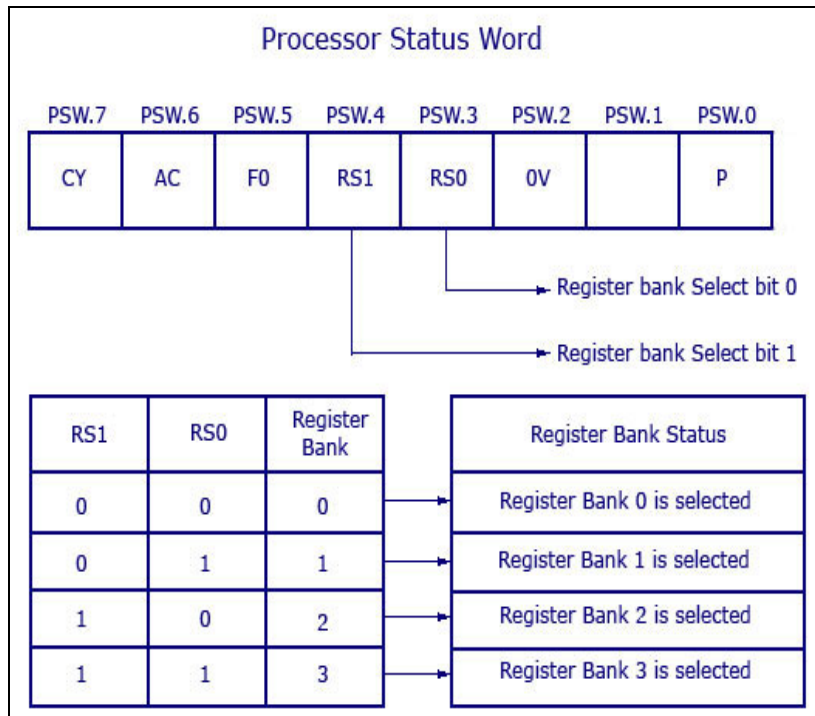 Processor Status Word
PSW.7 PSW.6 PSW.5 PSW.4 PSW.3 PSW.2 PSW.1 PSW.0
CY AC F0 RS1 RS0 0V P
Register bank Select bit 0
Register bank Select bit 1
RS1 RS0 Register Bank Register Bank Status
0 0 0 Register Bank 0 is selected
0 1 1 Register Bank 1 is selected
1 0 2 Register Bank 2 is selected
1 1 3 Register Bank 3 is selected